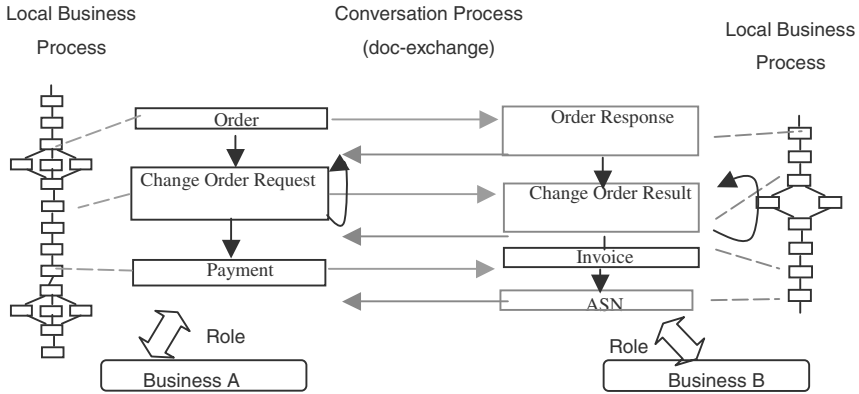 Local Business
Process
Conversation Process
(doc-exchange)
Local Business
Process
Order
Order Response
Change Order Request
Change Order Result
Payment
Invoice
ASN
Role
Role
Business A
Business B